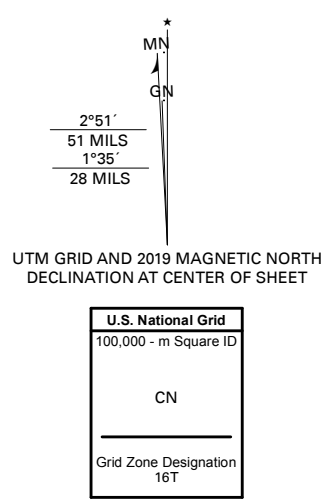 MN
GN
2°51´
51 MILS
1°35´
28 MILS
UTM GRID AND 2019 MAGNETIC NORTH
DECLINATION AT CENTER OF SHEET
U.S. National Grid
100,000 - m Square ID
CN
Grid Zone Designation
16T